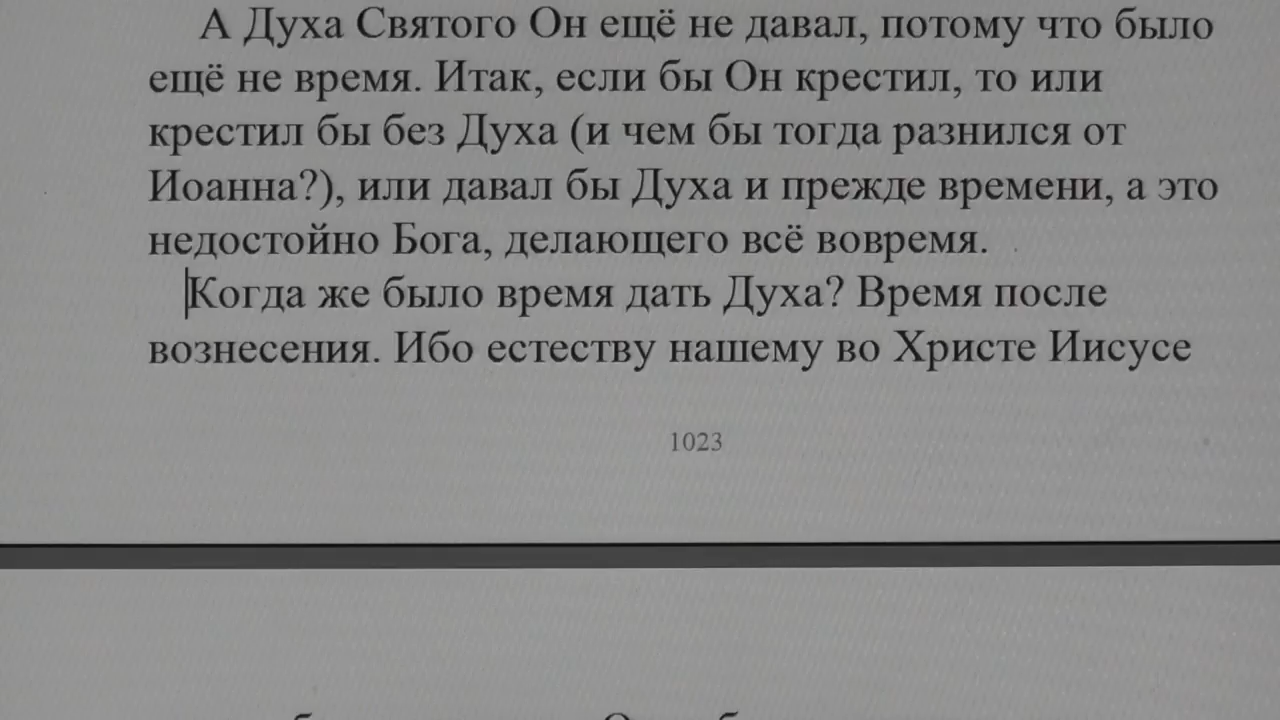 А Духа Святого Он ещё не давал, потому что было
ещё не время. Итак, если бы Он крестил, то или
крестил бы без Духа (и чем бы тогда разнился от
Иоанна?), или давал бы Духа и прежде времени, а это
недостойно Бога, делающего всё вовремя.
Когда же было время дать Духа? Время после
вознесения. Ибо естеству нашему во Христе Иисусе
1023